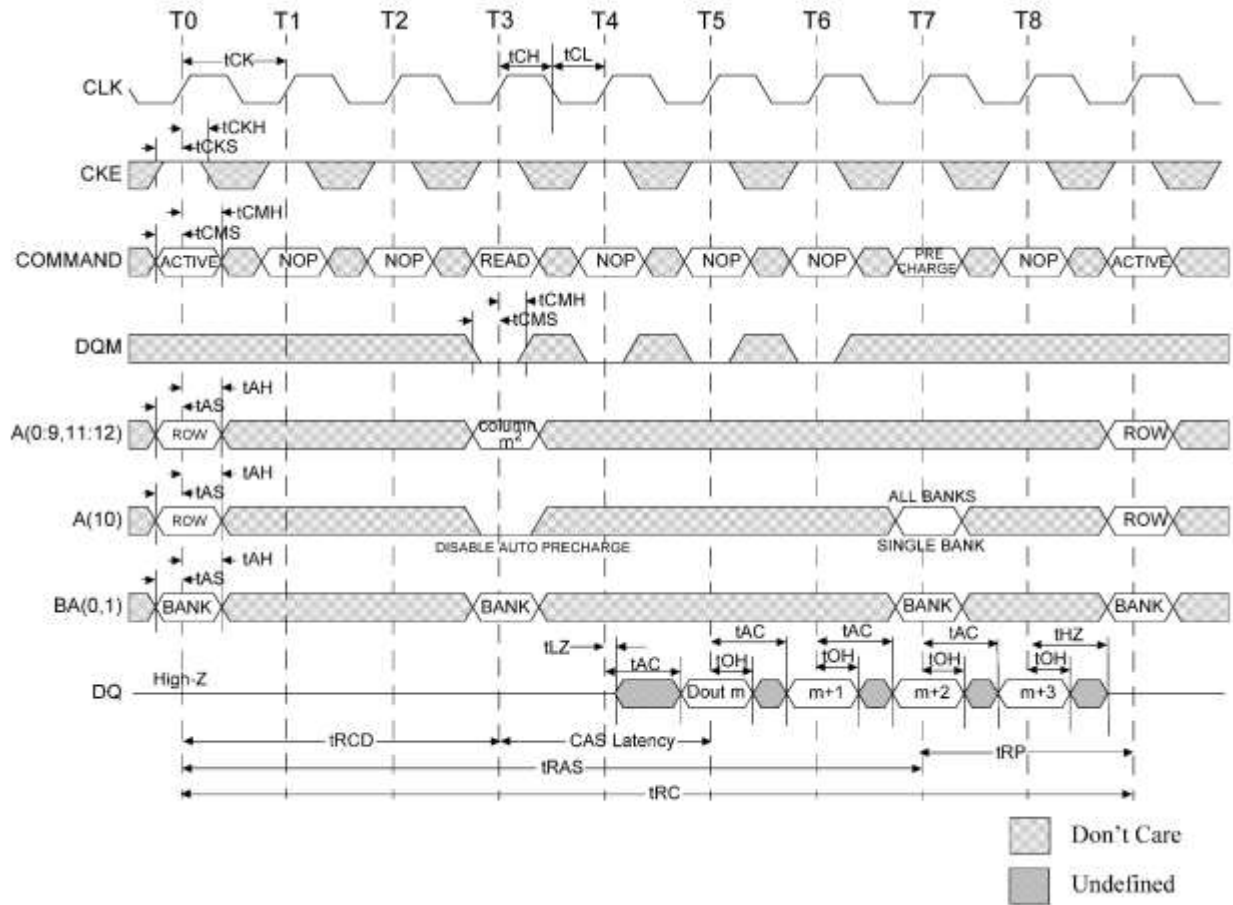 T0 T1 T2 T3 T4 T5 T6 T7 T8
tCK tCH tCL
CLK
tCKH
tCKS
CKE
tCMH
tCMS
COMMAND ACTIVE NOP NOP READ NOP NOP NOP PRE CHARGE NOP ACTIVE
tCMH
tCMS
DQM
tAH
tAS
A(0:9,11:12) ROW column m² ROW
tAH
tAS
ALL BANKS
A(10) ROW ROW
DISABLE AUTO PRECHARGE SINGLE BANK
tAH
tAS
BA(0,1) BANK BANK BANK BANK
tLZ tAC tAC tAC tHZ
tAC tOH tOH tOH tOH
High-Z
DQ Dout m m+1 m+2 m+3
tRCD CAS Latency
tRP
tRAS
tRC
Don't Care
Undefined